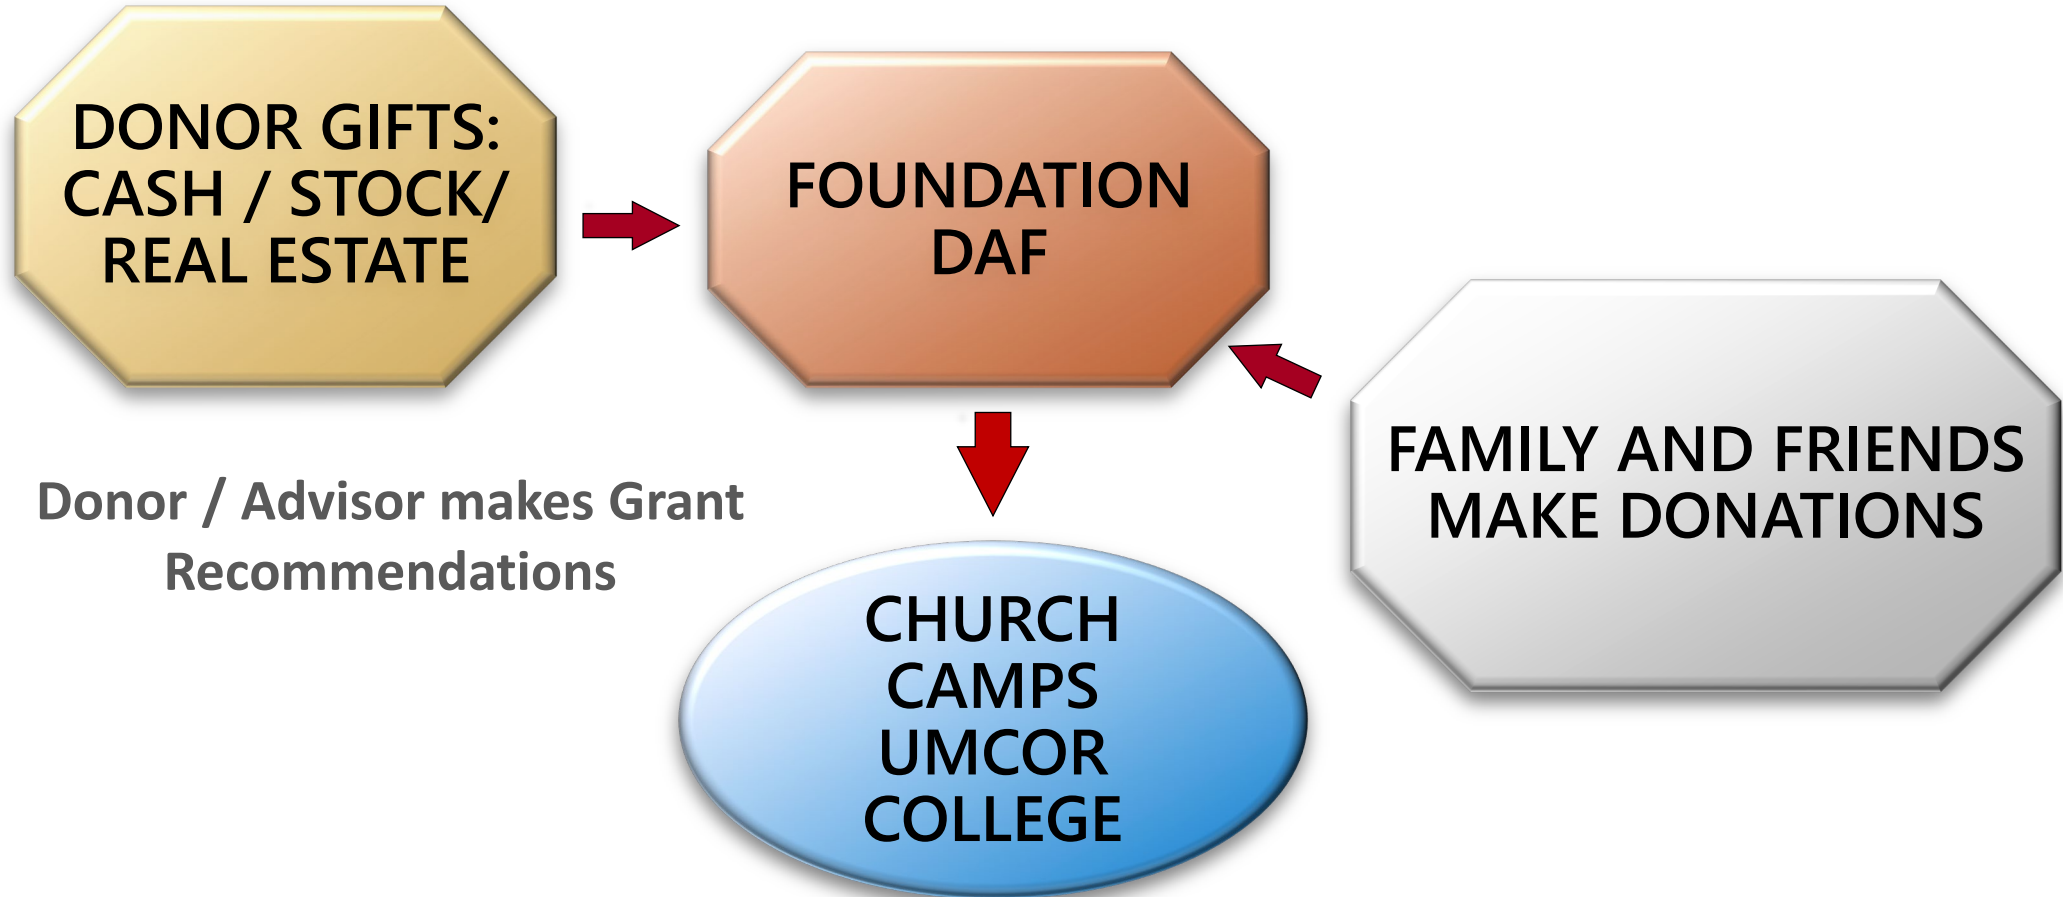 DONOR GIFTS:
CASH / STOCK/
REAL ESTATE
FOUNDATION
DAF
FAMILY AND FRIENDS
MAKE DONATIONS
Donor / Advisor makes Grant
Recommendations
CHURCH
CAMPS
UMCOR
COLLEGE